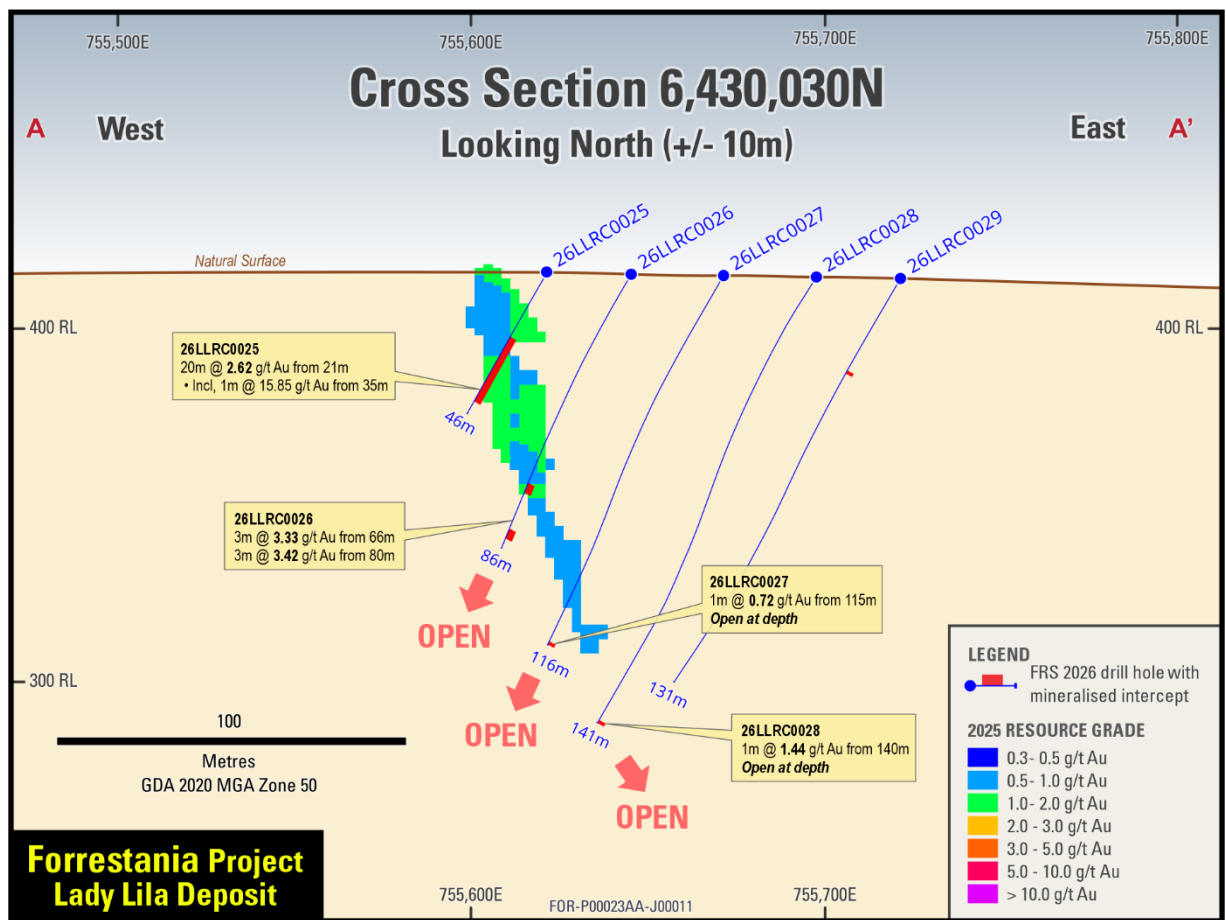 755,500E
755,600E
755,700E
755,800E
Cross Section 6,430,030N
Looking North (+/- 10m)
A West
East A'
26LLRC0025
26LLRC0026
26LLRC0027
26LLRC0028
26LLRC0029
Natural Surface
400 RL
400 RL
26LLRC0025
20m @ 2.62 g/t Au from 21m
• Incl, 1m @ 15.85 g/t Au from 35m
46m
26LLRC0026
3m @ 3.33 g/t Au from 66m
3m @ 3.42 g/t Au from 80m
86m
OPEN
26LLRC0027
1m @ 0.72 g/t Au from 115m
Open at depth
116m
OPEN
300 RL
131m
26LLRC0028
1m @ 1.44 g/t Au from 140m
Open at depth
141m
OPEN
100
Metres
GDA 2020 MGA Zone 50
LEGEND
FRS 2026 drill hole with
mineralised intercept
2025 RESOURCE GRADE
0.3- 0.5 g/t Au
0.5- 1.0 g/t Au
1.0- 2.0 g/t Au
2.0 - 3.0 g/t Au
3.0 - 5.0 g/t Au
5.0 - 10.0 g/t Au
> 10.0 g/t Au
Forrestania Project
Lady Lila Deposit
755,600E
FOR-P00023AA-J00011
755,700E